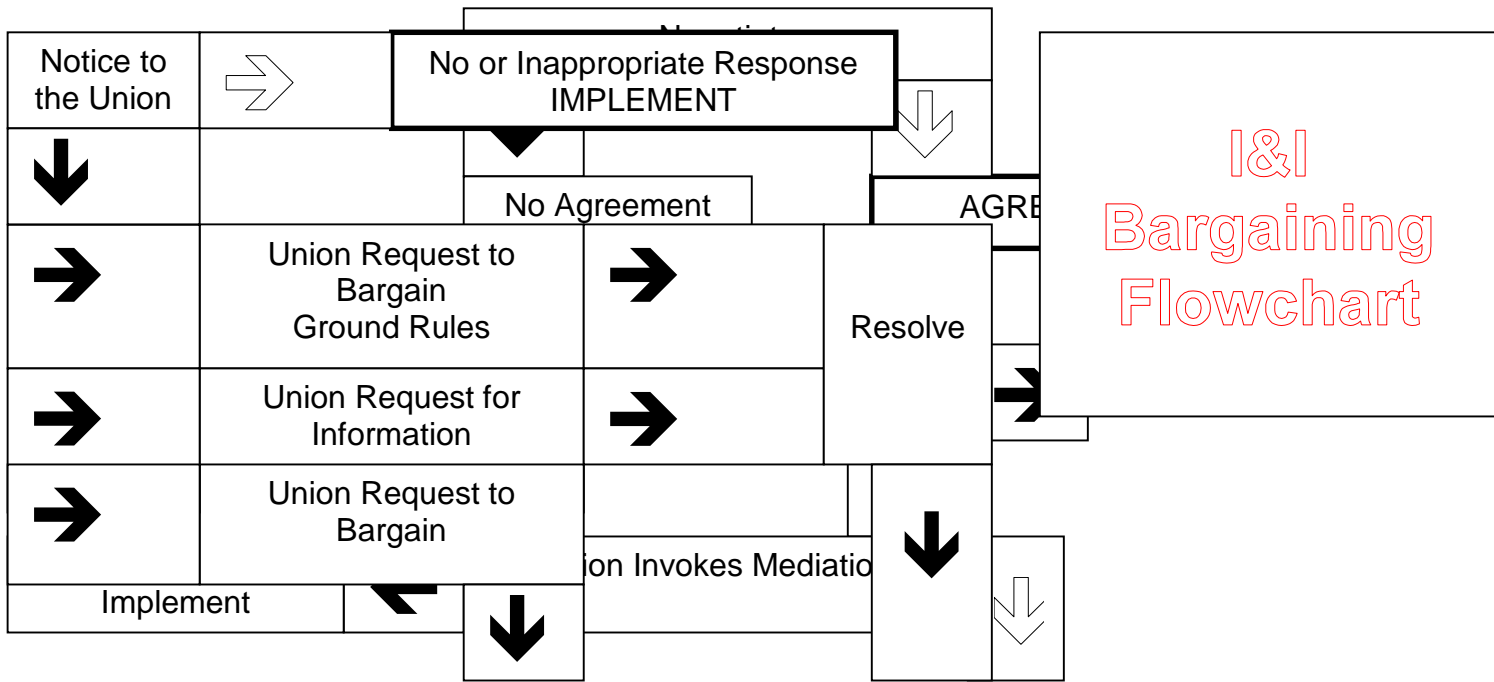 Notice to
the Union
No or Inappropriate Response
IMPLEMENT
I&I
Bargaining
Flowchart
No Agreement
Union Request to
Bargain
Ground Rules
Resolve
Union Request for
Information
Union Request to
Bargain
Invokes
Implement